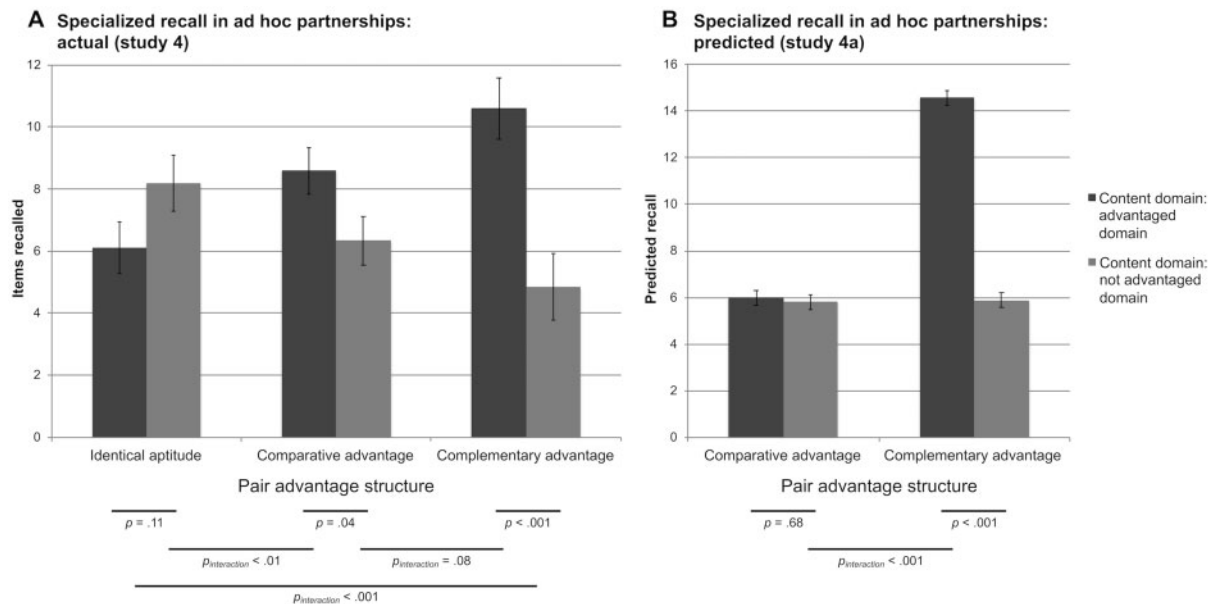 A Specialized recall in ad hoc partnerships:
actual (study 4)
12
10
8
6
4
2
0
Items recalled
Identical aptitude
Comparative advantage
Complementary advantage
Pair advantage structure
p = .11
p = .04
p < .001
pinteraction < .01
pinteraction = .08
pinteraction < .001
B Specialized recall in ad hoc partnerships:
predicted (study 4a)
16
14
12
10
8
6
4
2
0
Predicted recall
Comparative advantage
Complementary advantage
Pair advantage structure
p = .68
p < .001
pinteraction < .001
Content domain:
advantaged
domain
Content domain:
not advantaged
domain